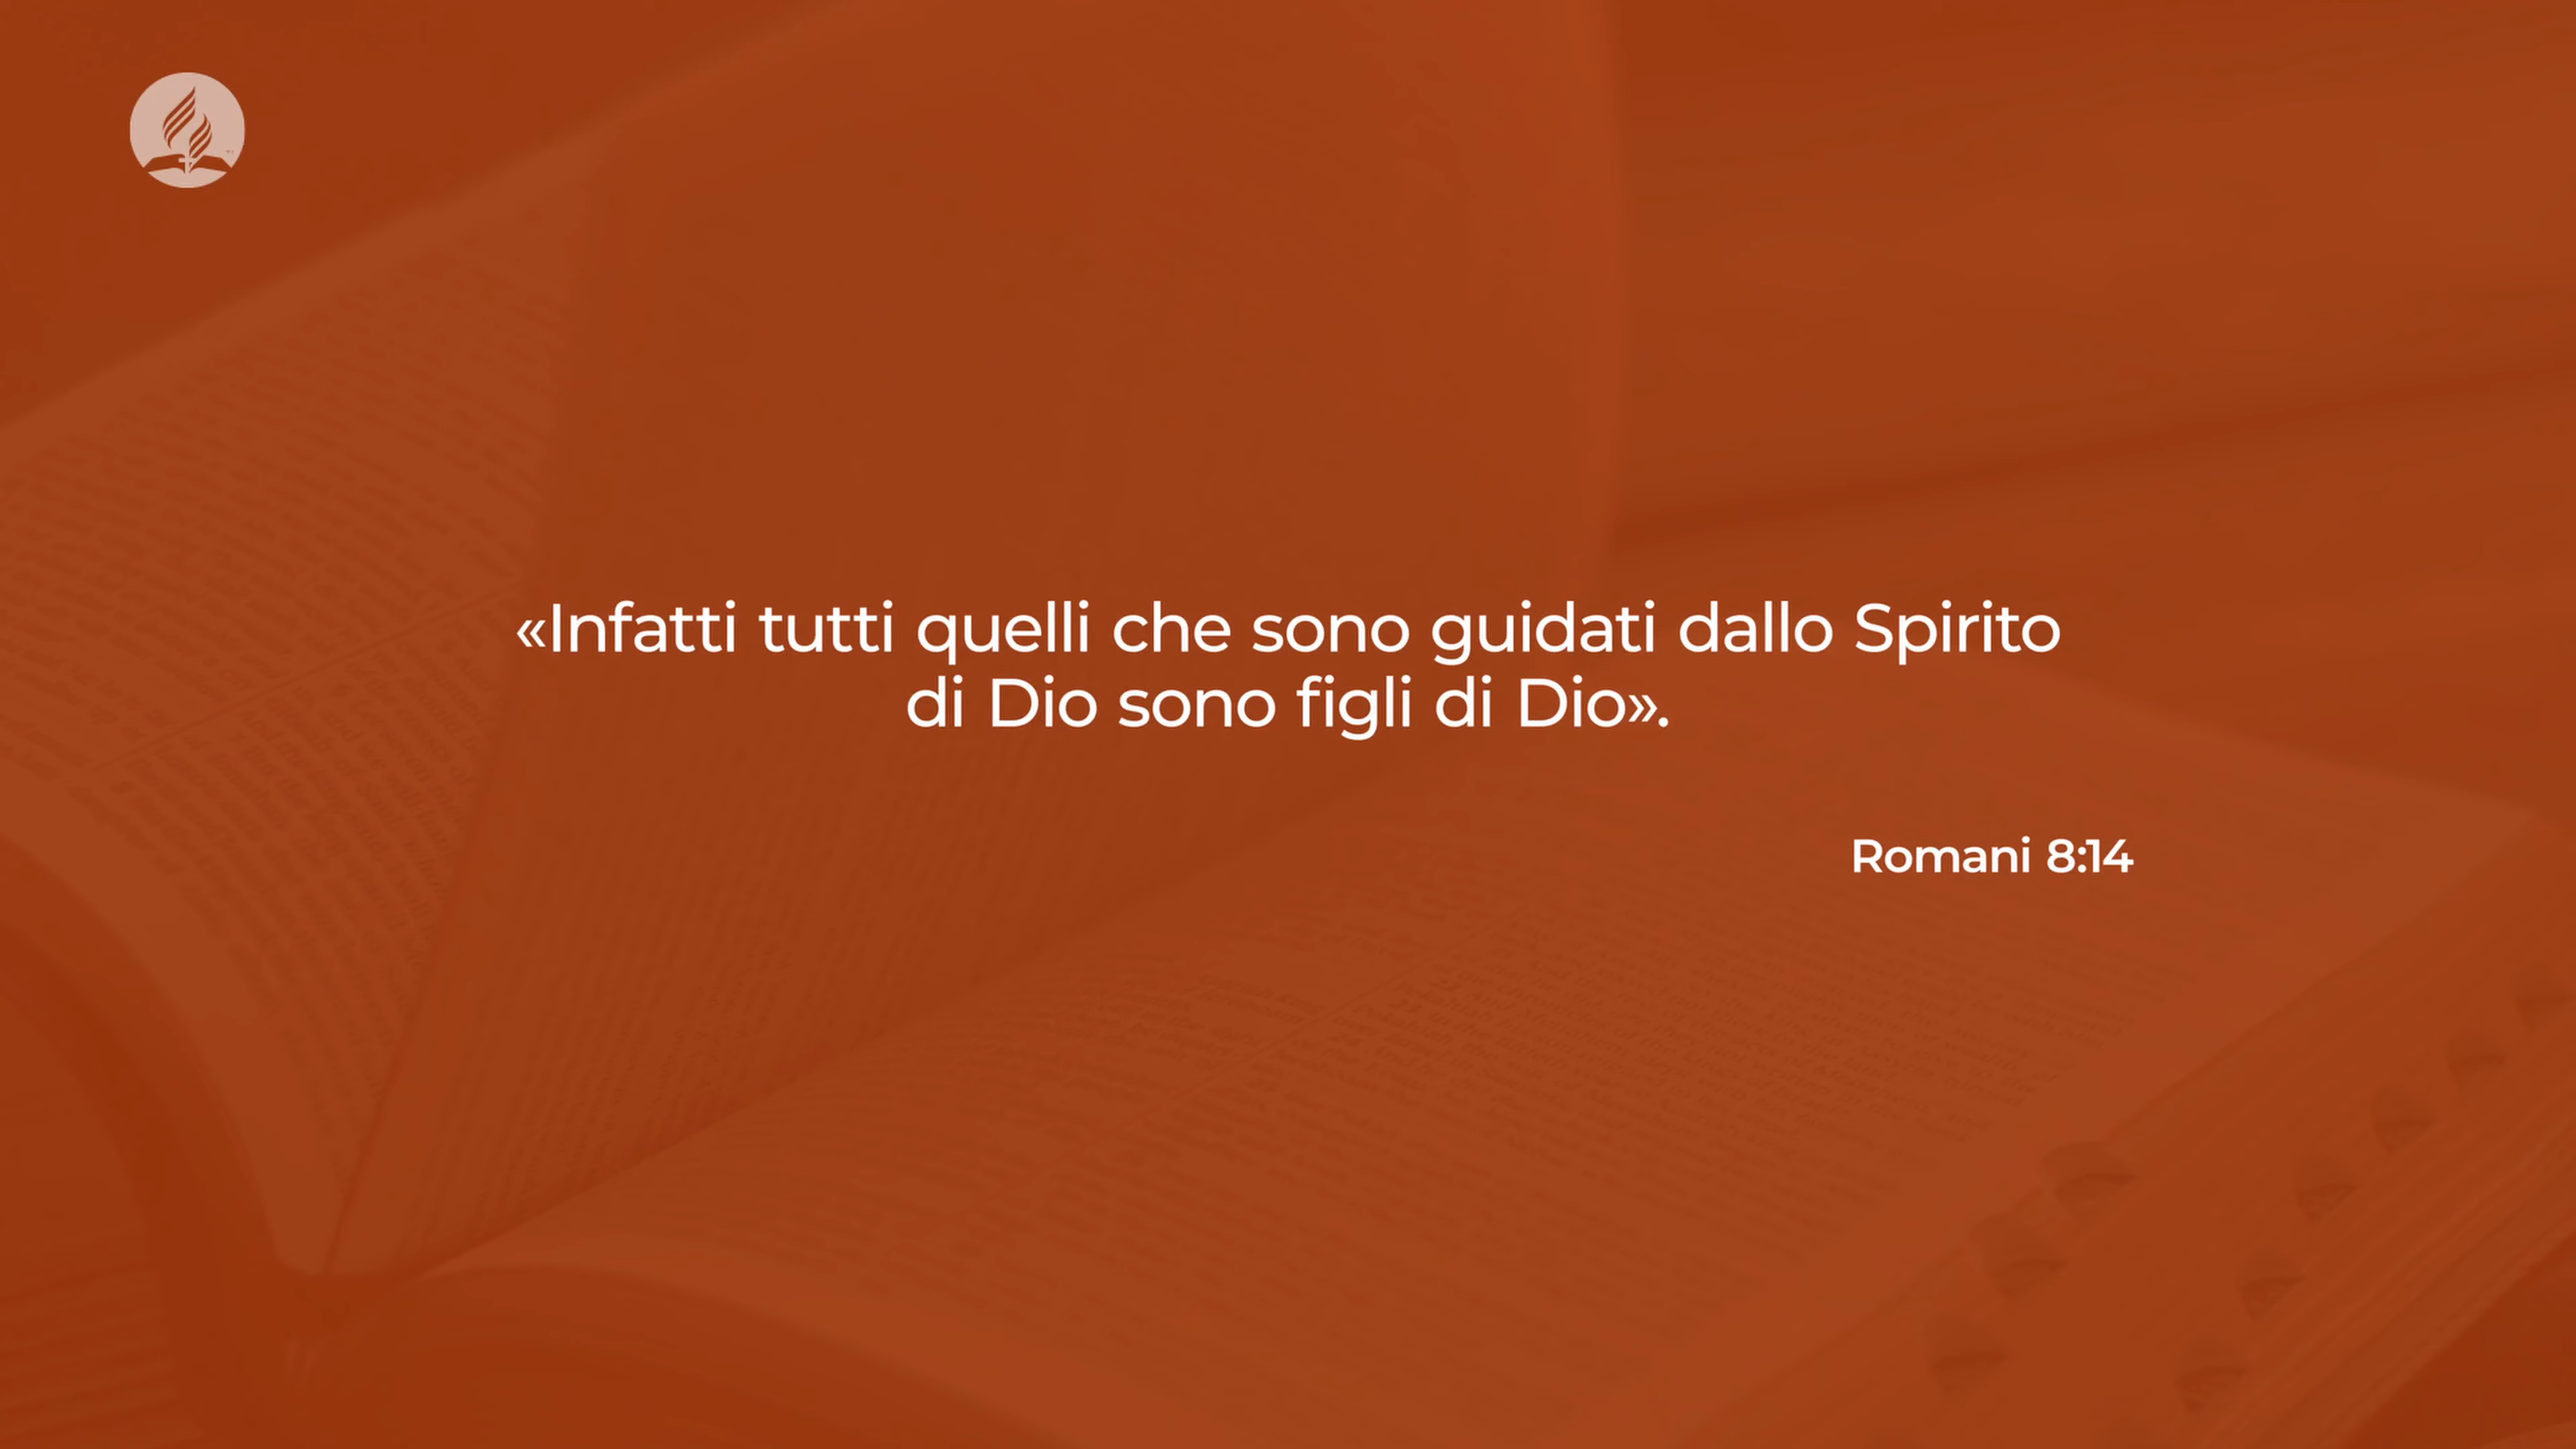 «Infatti tutti quelli che sono guidati dallo Spirito
di Dio sono figli di Dio».
Romani 8:14